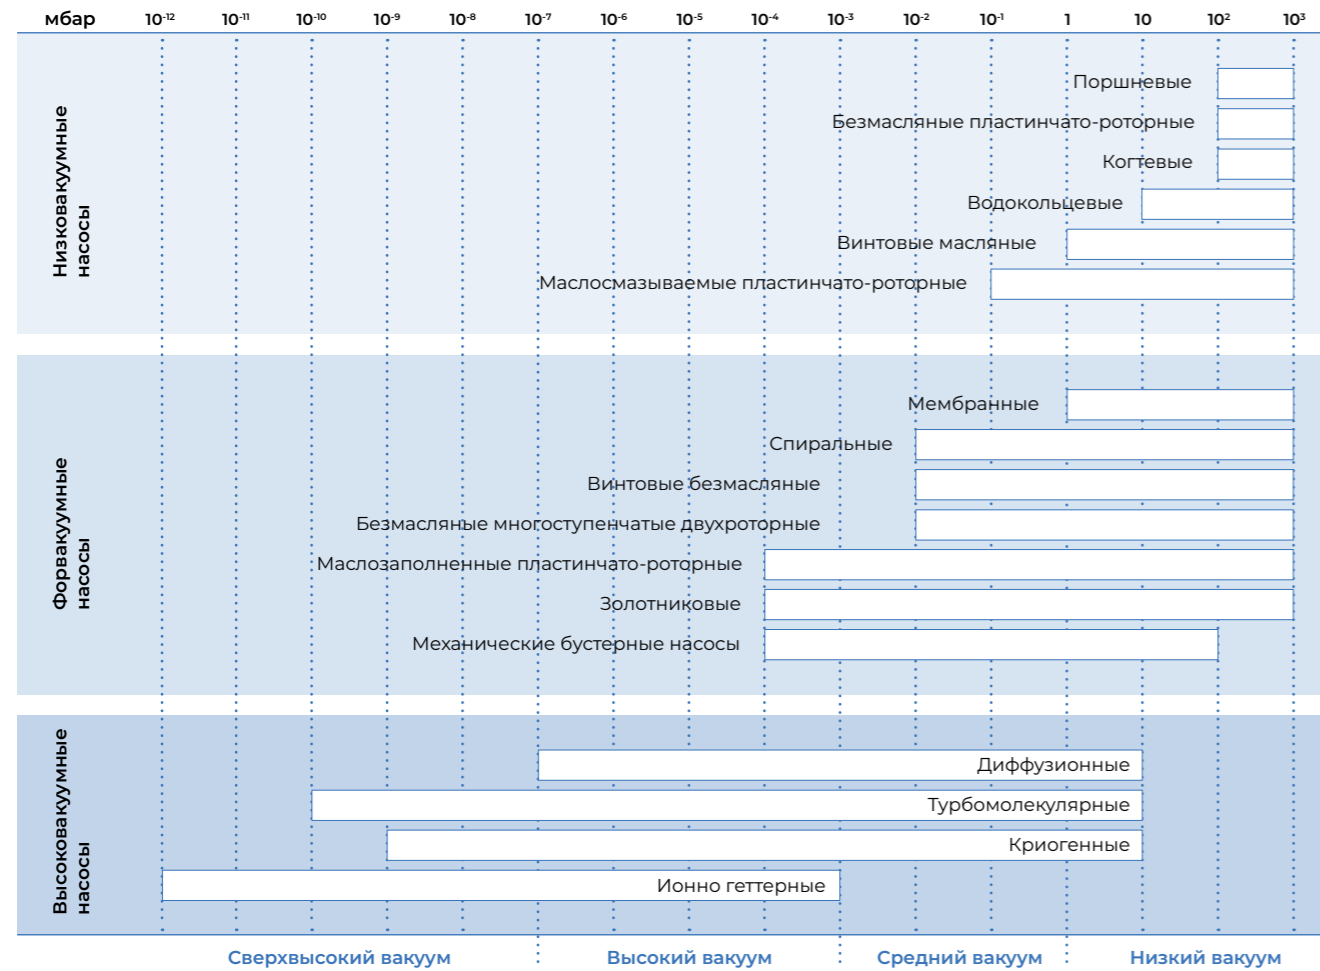 мбар 10⁻¹² 10⁻¹¹ 10⁻¹⁰ 10⁻⁹ 10⁻⁸ 10⁻⁷ 10⁻⁶ 10⁻⁵ 10⁻⁴ 10⁻³ 10⁻² 10⁻¹ 1 10 10² 10³
Низковакуумные
насосы
Поршневые
Безмасляные пластинчато-роторные
Когтевые
Водокольцевые
Винтовые масляные
Маслосмазываемые пластинчато-роторные
Форвакуумные
насосы
Мембранные
Спиральные
Винтовые безмасляные
Безмасляные многоступенчатые двухроторные
Маслозаполненные пластинчато-роторные
Золотниковые
Механические бустерные насосы
Высоковакуумные
насосы
Диффузионные
Турбомолекулярные
Криогенные
Ионно геттерные
Сверхвысокий вакуум Высокий вакуум Средний вакуум Низкий вакуум